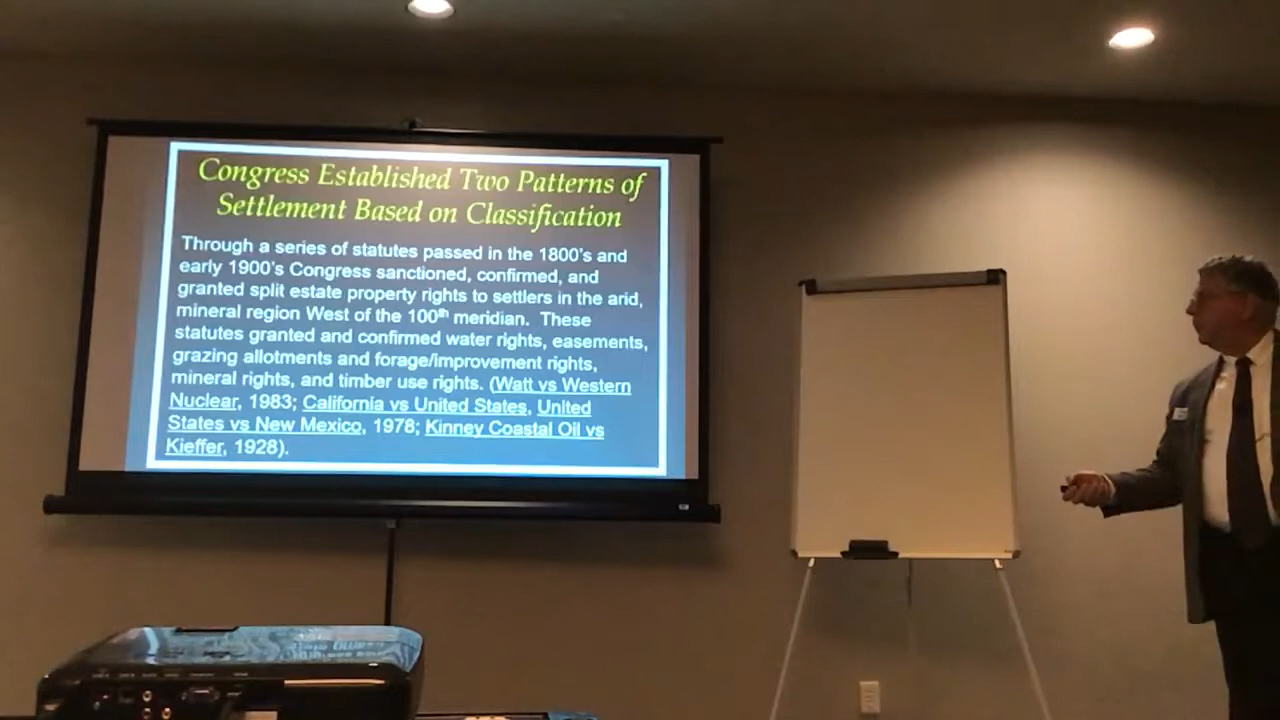 Congress Established Two Patterns of
Settlement Based on Classification
Through a series of statutes passed in the 1800's and
early 1900's Congress sanctioned, confirmed, and
granted split estate property rights to settlers in the arid,
mineral region West of the 100th meridian. These
statutes granted and confirmed water rights, easements,
grazing allotments and forage/improvement rights,
mineral rights, and timber use rights. (Watt vs Western
Nuclear, 1983; California vs United States, United
States vs New Mexico, 1978; Kinney Coastal Oil vs
Kieffer, 1928).